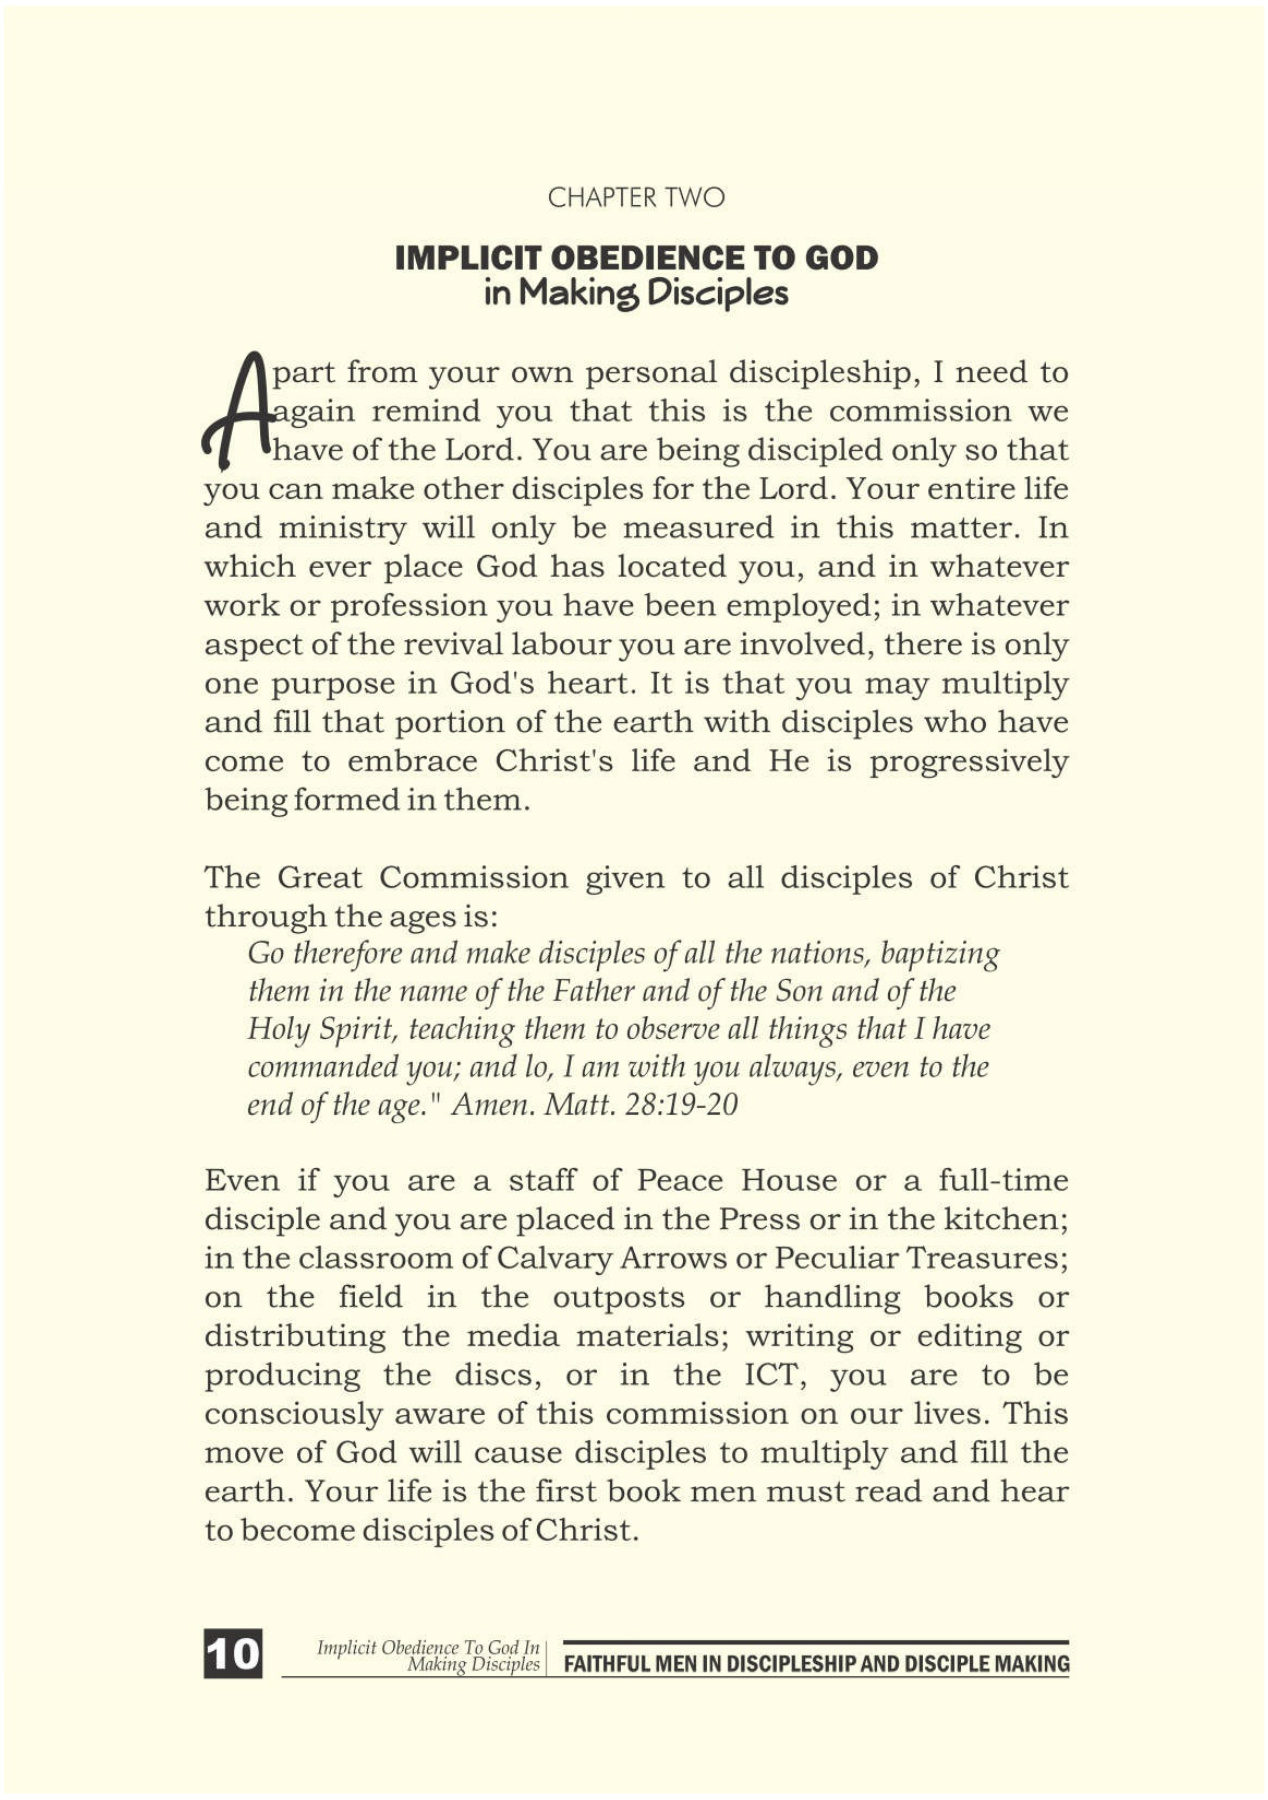 CHAPTER TWO
IMPLICIT OBEDIENCE TO GOD
in Making Disciples
Apart from your own personal discipleship, I need to
again remind you that this is the commission we
have of the Lord. You are being discipled only so that
you can make other disciples for the Lord. Your entire life
and ministry will only be measured in this matter. In
which ever place God has located you, and in whatever
work or profession you have been employed; in whatever
aspect of the revival labour you are involved, there is only
one purpose in God's heart. It is that you may multiply
and fill that portion of the earth with disciples who have
come to embrace Christ's life and He is progressively
being formed in them.
The Great Commission given to all disciples of Christ
through the ages is:
Go therefore and make disciples of all the nations, baptizing
them in the name of the Father and of the Son and of the
Holy Spirit, teaching them to observe all things that I have
commanded you; and lo, I am with you always, even to the
end of the age." Amen. Matt. 28:19-20
Even if you are a staff of Peace House or a full-time
disciple and you are placed in the Press or in the kitchen;
in the classroom of Calvary Arrows or Peculiar Treasures;
on the field in the outposts or handling books or
distributing the media materials; writing or editing or
producing the discs, or in the ICT, you are to be
consciously aware of this commission on our lives. This
move of God will cause disciples to multiply and fill the
earth. Your life is the first book men must read and hear
to become disciples of Christ.
10
Implicit Obedience To God In
Making Disciples
FAITHFUL MEN IN DISCIPLESHIP AND DISCIPLE MAKING